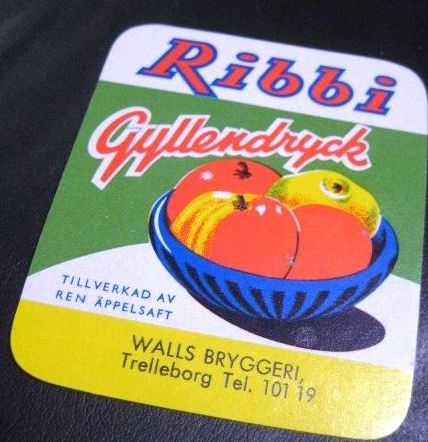 Ribbi
Gyllendryck
TILLVERKAD AV
REN ÄPPELSAFT
WALLS BRYGGERI,
Trelleborg Tel. 101 19